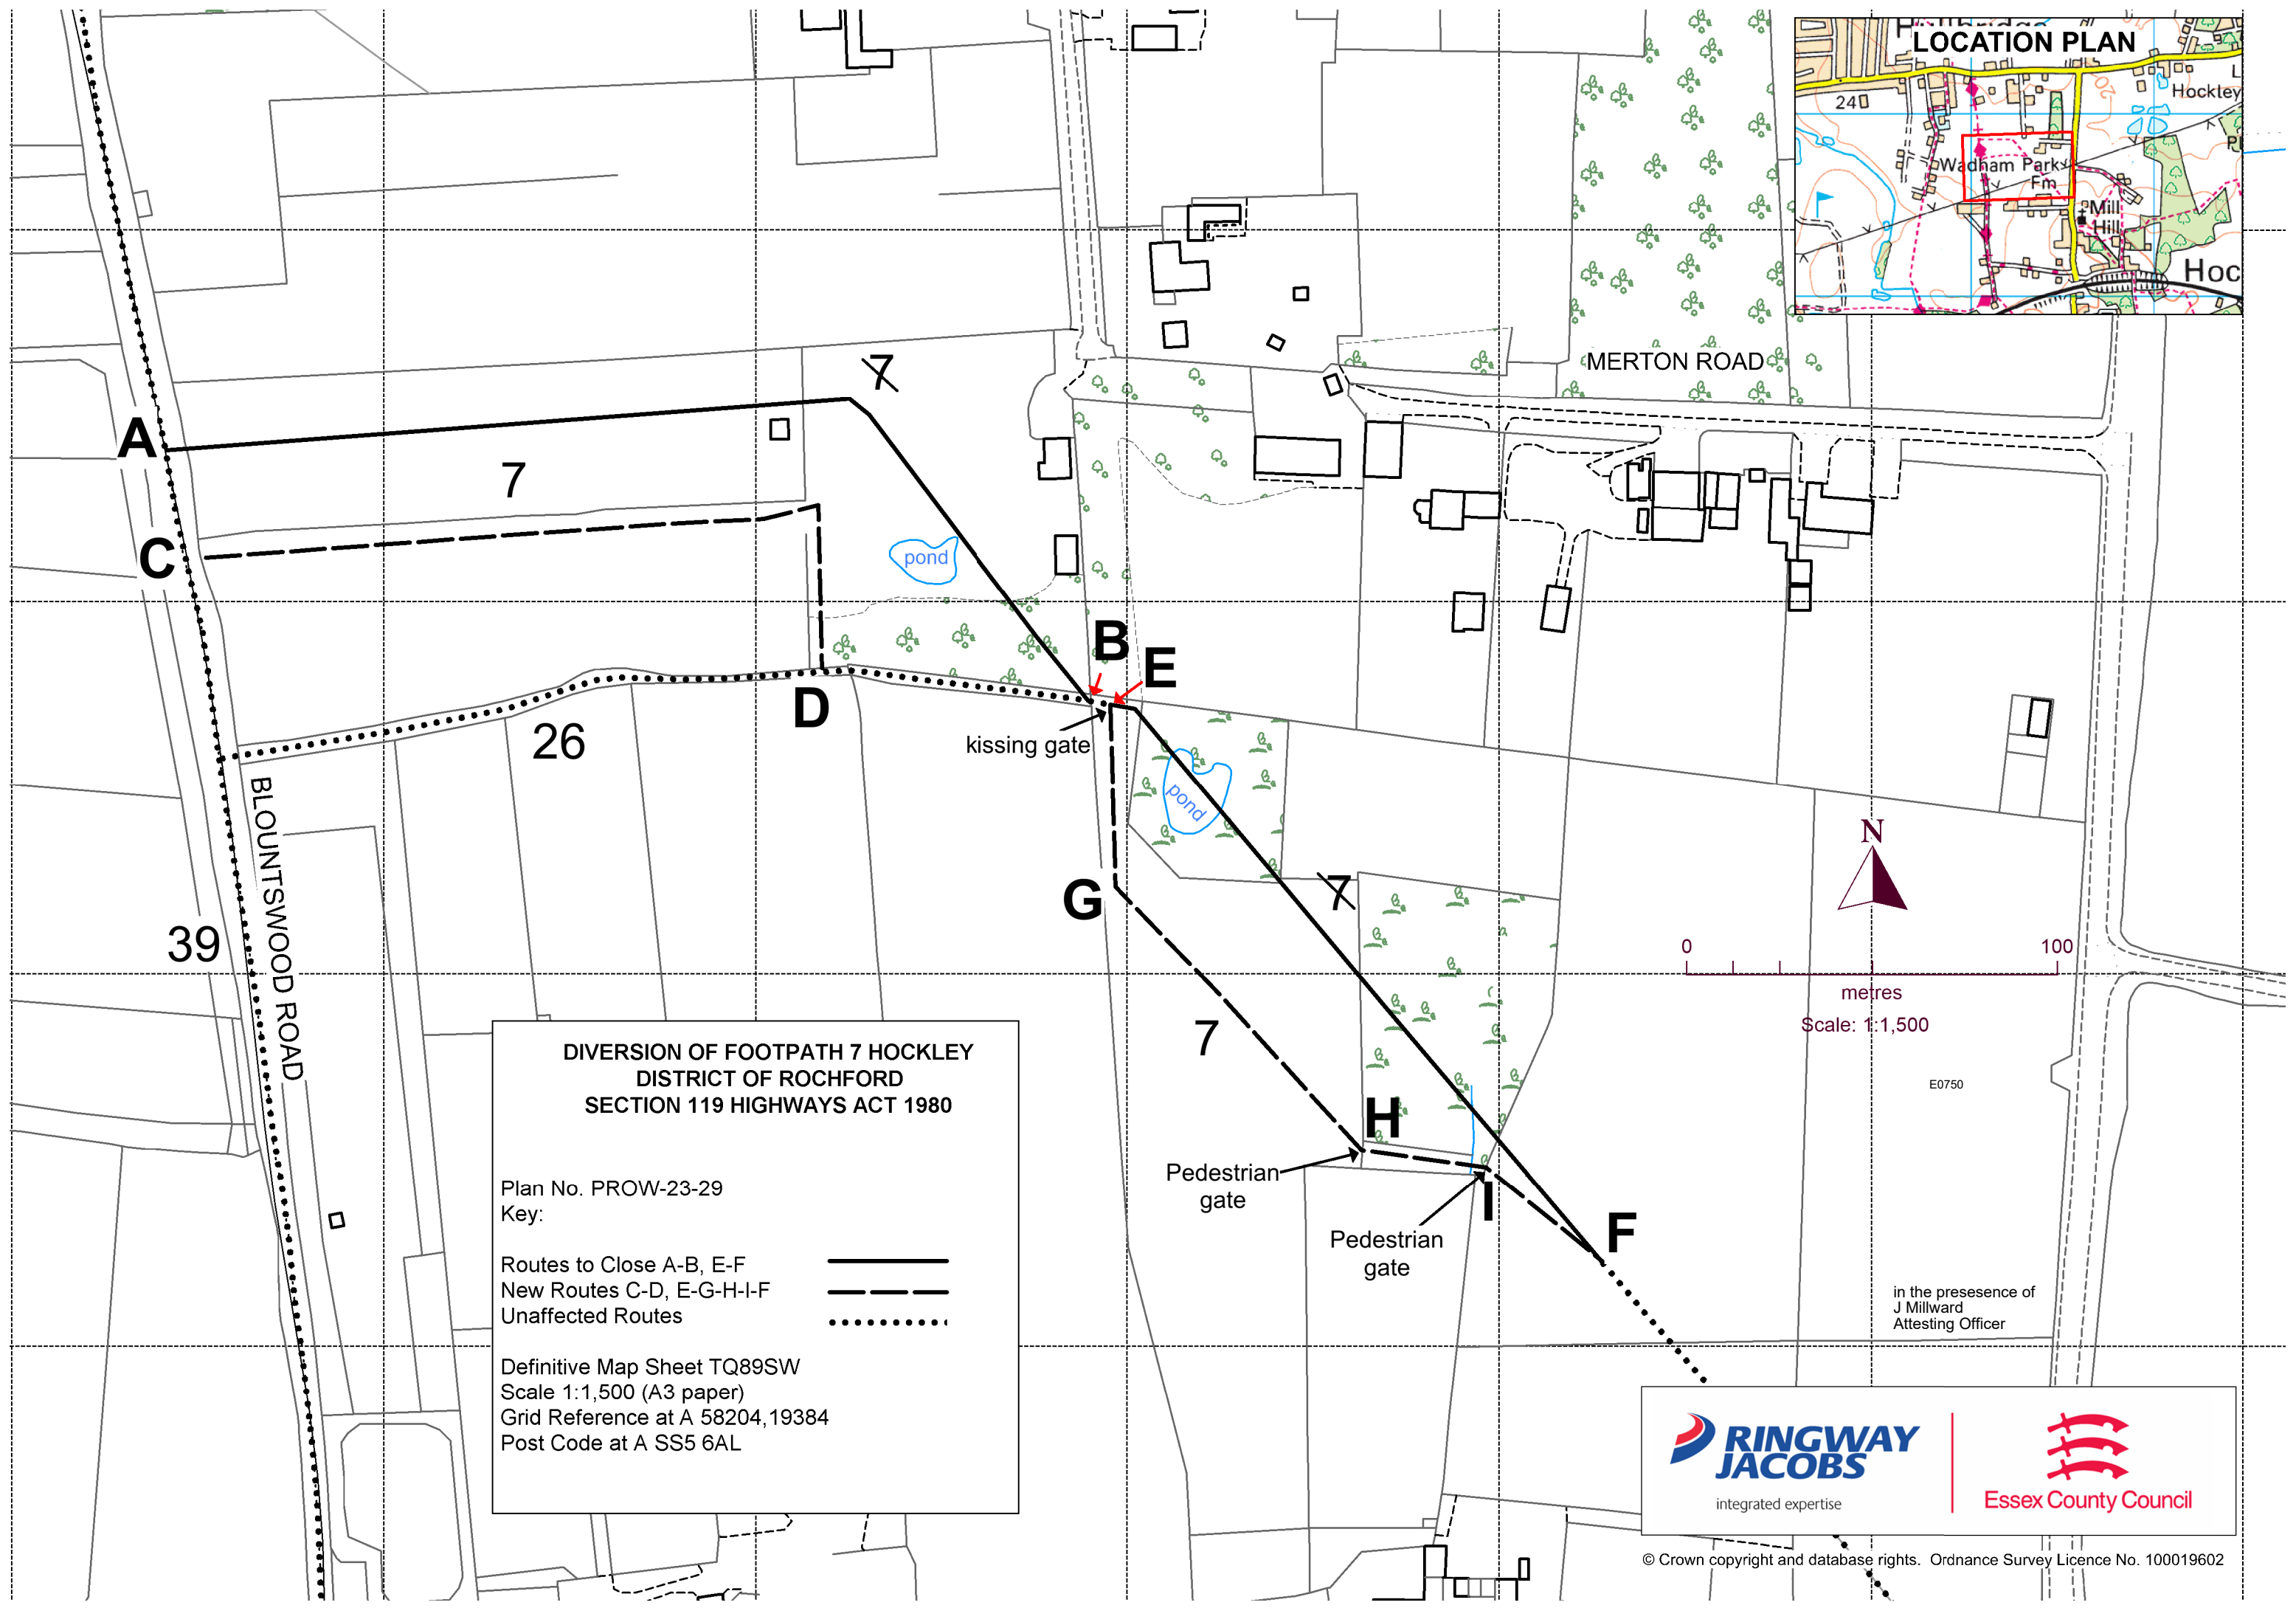 LOCATION PLAN
24
Hockley
Wadham Park
Fm
Mill
Hill
Hoc
20
MERTON ROAD
7
A
7
C
pond
B
E
D
kissing gate
26
pond
BLOUNTSWOOD ROAD
N
G
7
39
0 100
metres
Scale: 1:1,500
7
E0750
H
Pedestrian
gate
I
Pedestrian
gate
F
DIVERSION OF FOOTPATH 7 HOCKLEY
DISTRICT OF ROCHFORD
SECTION 119 HIGHWAYS ACT 1980
Plan No. PROW-23-29
Key:
Routes to Close A-B, E-F
New Routes C-D, E-G-H-I-F
Unaffected Routes
Definitive Map Sheet TQ89SW
Scale 1:1,500 (A3 paper)
Grid Reference at A 58204,19384
Post Code at A SS5 6AL
in the presesence of
J Millward
Attesting Officer
RINGWAY
JACOBS
integrated expertise
Essex County Council
© Crown copyright and database rights. Ordnance Survey Licence No. 100019602